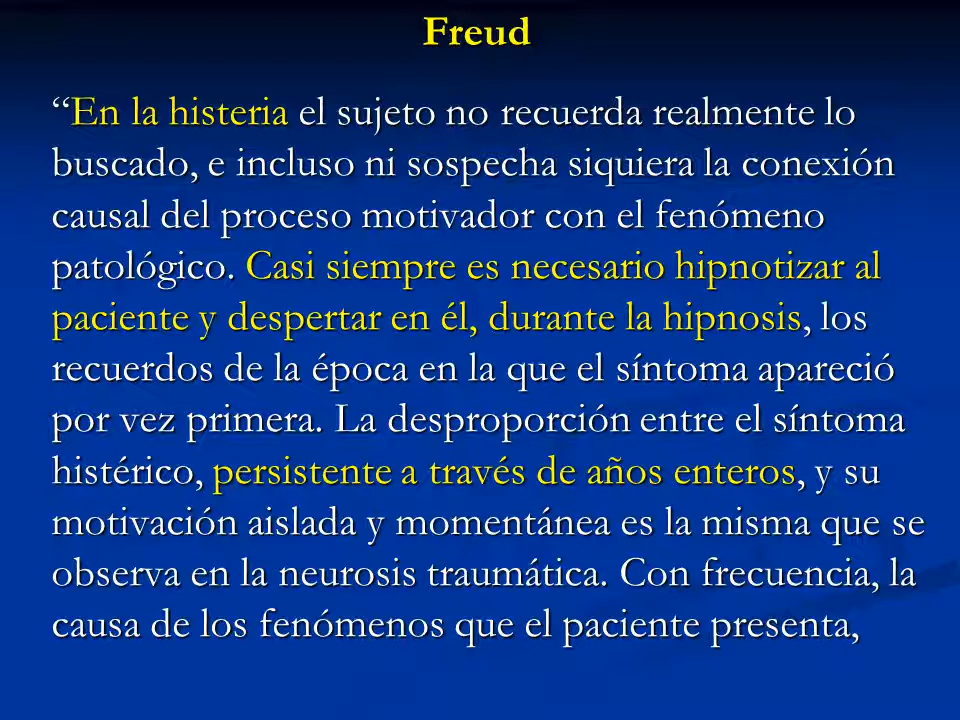 Freud
“En la histeria el sujeto no recuerda realmente lo
buscado, e incluso ni sospecha siquiera la conexión
causal del proceso motivador con el fenómeno
patológico. Casi siempre es necesario hipnotizar al
paciente y despertar en él, durante la hipnosis, los
recuerdos de la época en la que el síntoma apareció
por vez primera. La desproporción entre el síntoma
histérico, persistente a través de años enteros, y su
motivación aislada y momentánea es la misma que se
observa en la neurosis traumática. Con frecuencia, la
causa de los fenómenos que el paciente presenta,